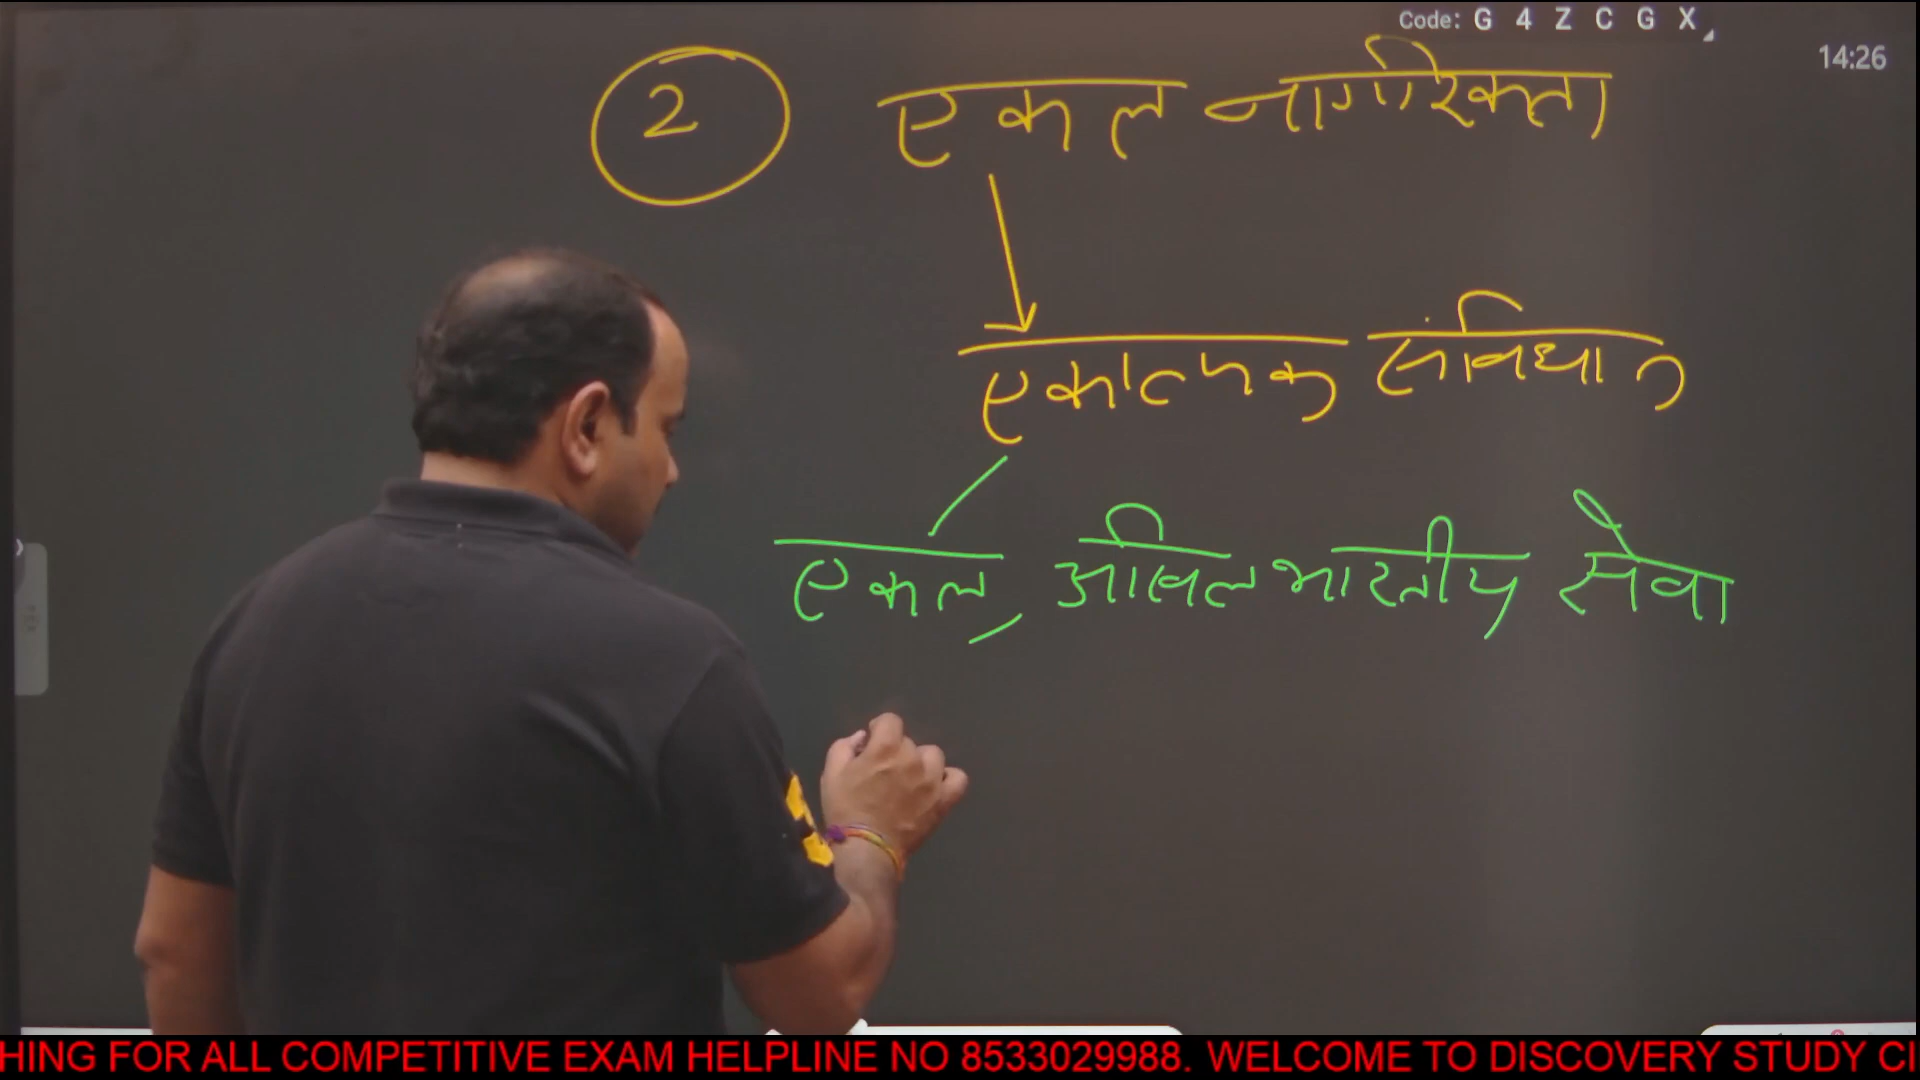 Code: G 4 Z C G X
14:26
2 एकल नागरिकता
एकात्मक संविधान
एकल, अखिल भारतीय सेवा
HING FOR ALL COMPETITIVE EXAM HELPLINE NO 8533029988. WELCOME TO DISCOVERY STUDY CI